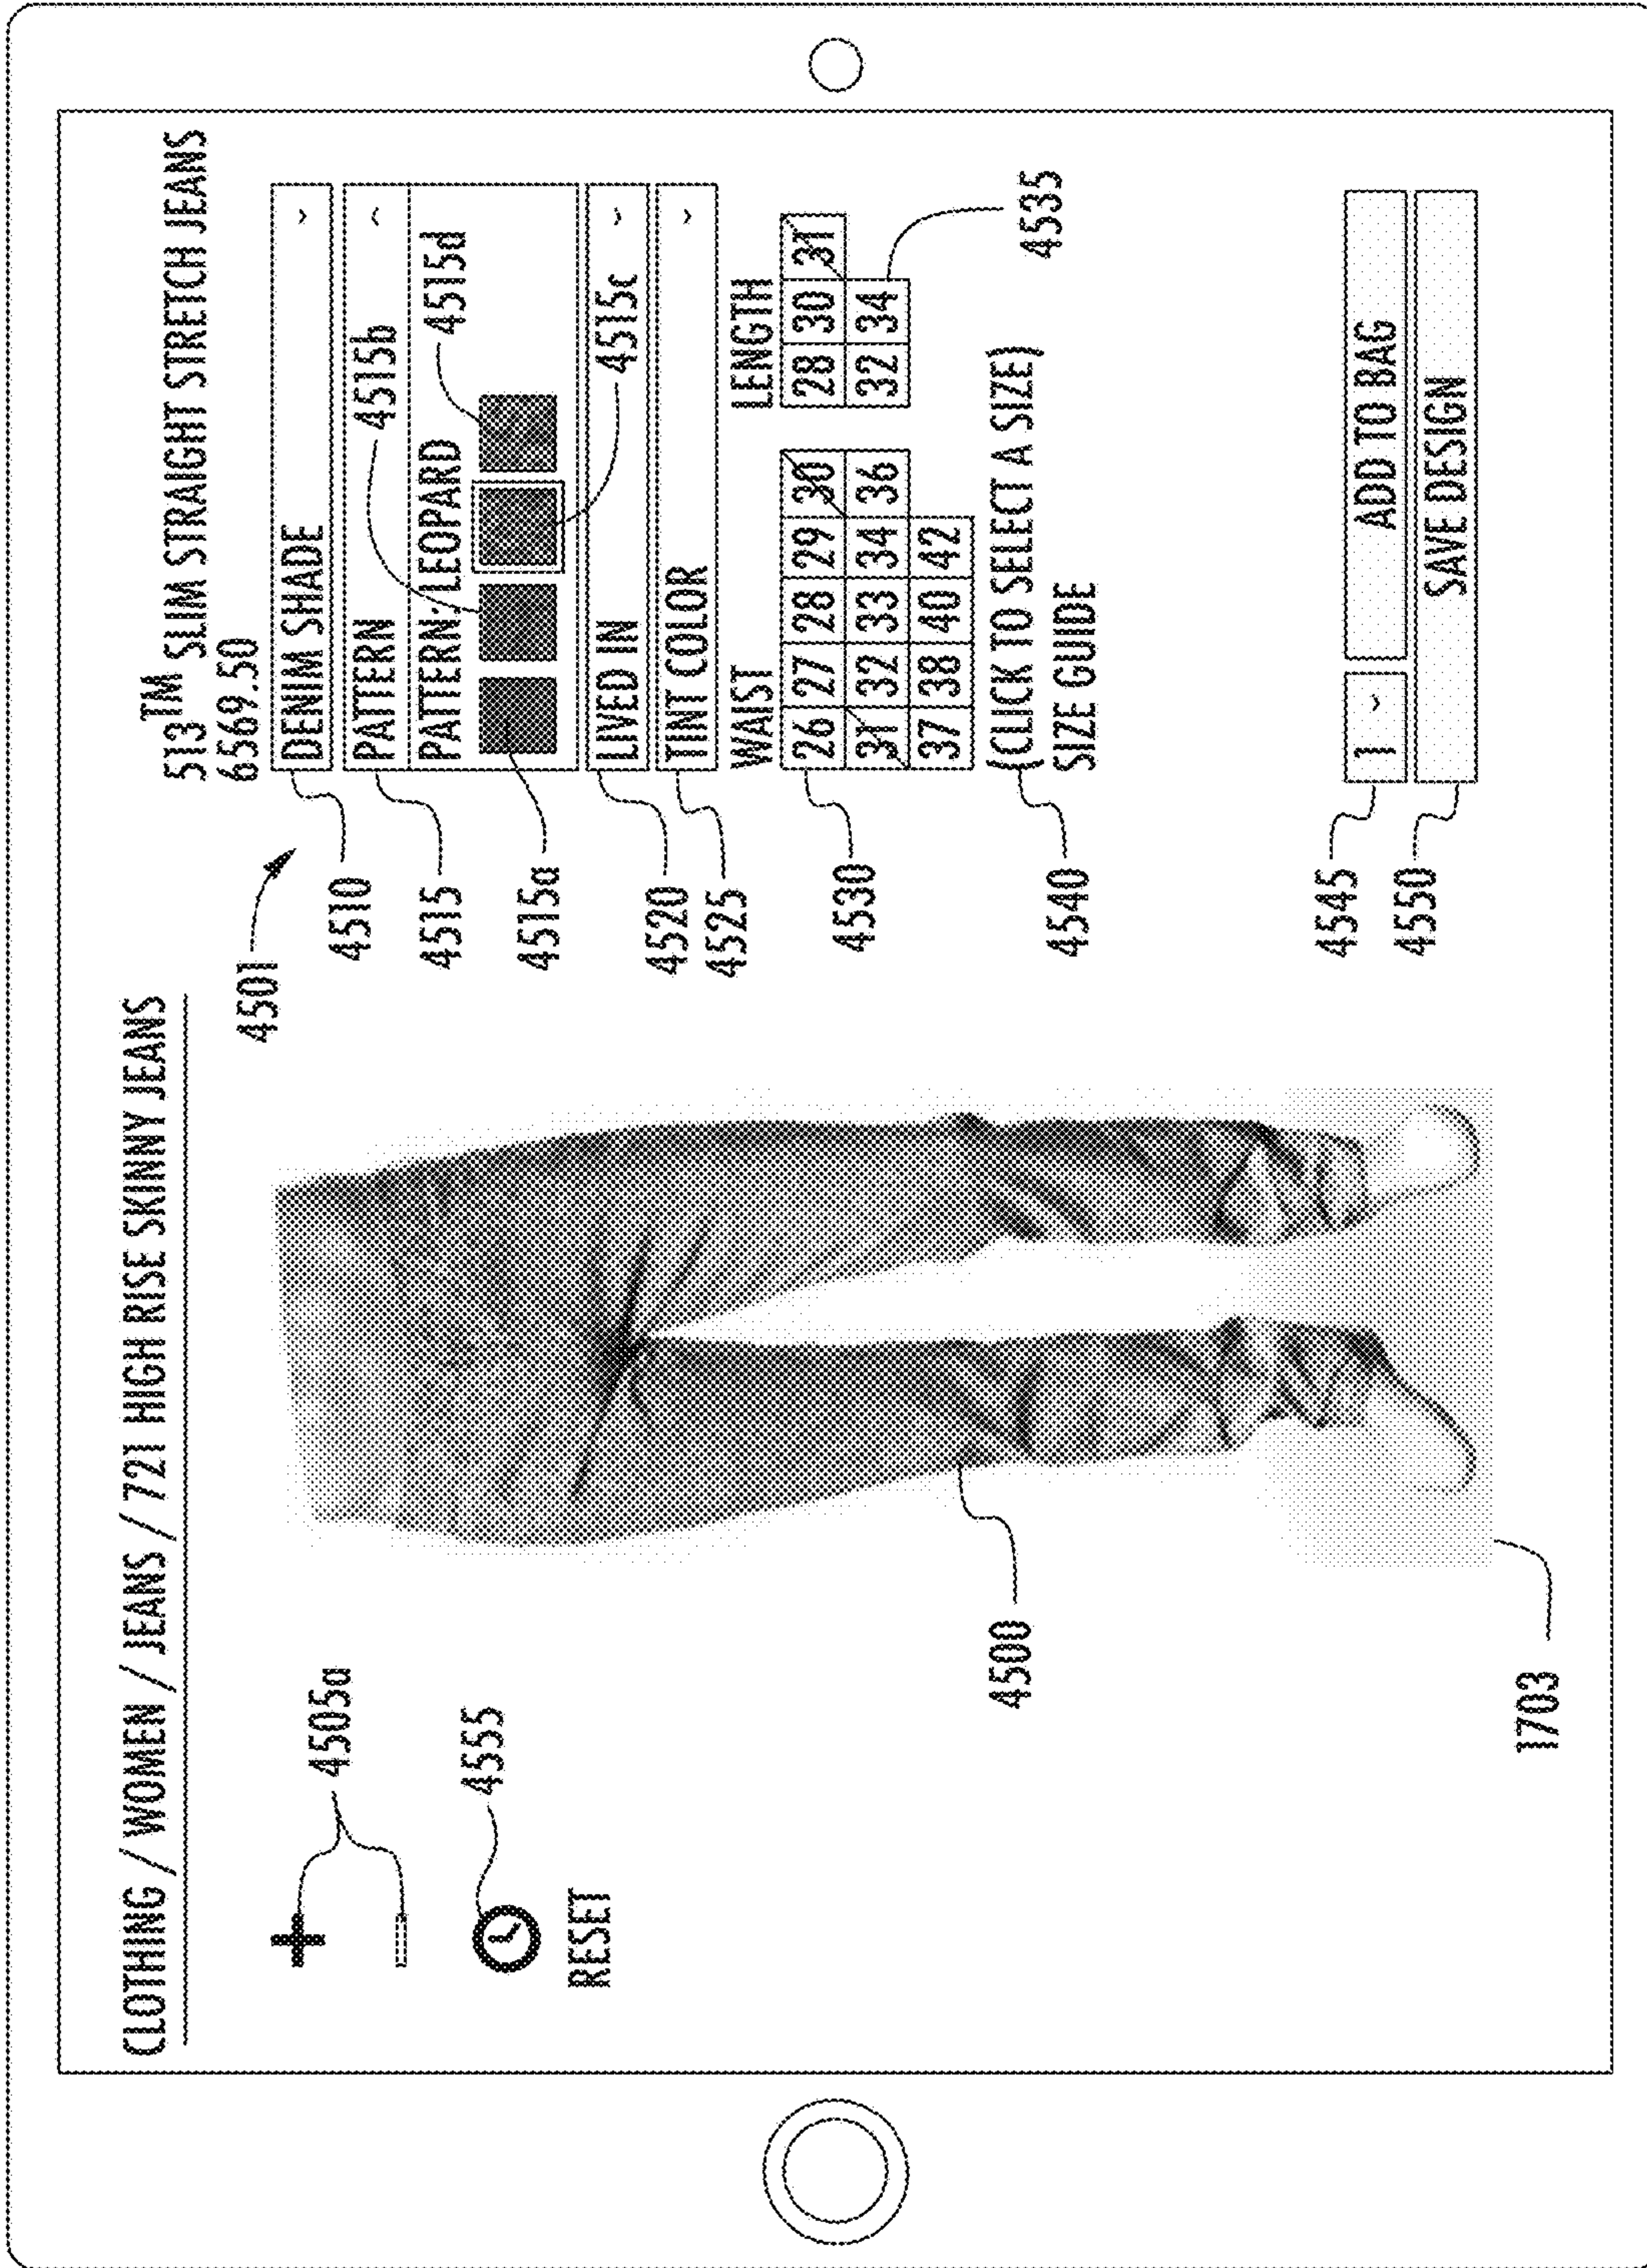 CLOTHING / WOMEN / JEANS / 721 HIGH RISE SKINNY JEANS
4505a
4555
RESET
4500
1703
4501
513TM SLIM STRAIGHT STRETCH JEANS
6569.50
4510
DENIM SHADE
4515
PATTERN
4515b
PATTERN: LEOPARD
4515d
4515a
4515c
4520
LIVED IN
4525
TINT COLOR
WAIST
LENGTH
4530
26 27 28 29 30
28 30 31
31 32 33 34 36
32 34
37 38 40 42
4535
4540
(CLICK TO SELECT A SIZE)
SIZE GUIDE
4545
1
ADD TO BAG
4550
SAVE DESIGN